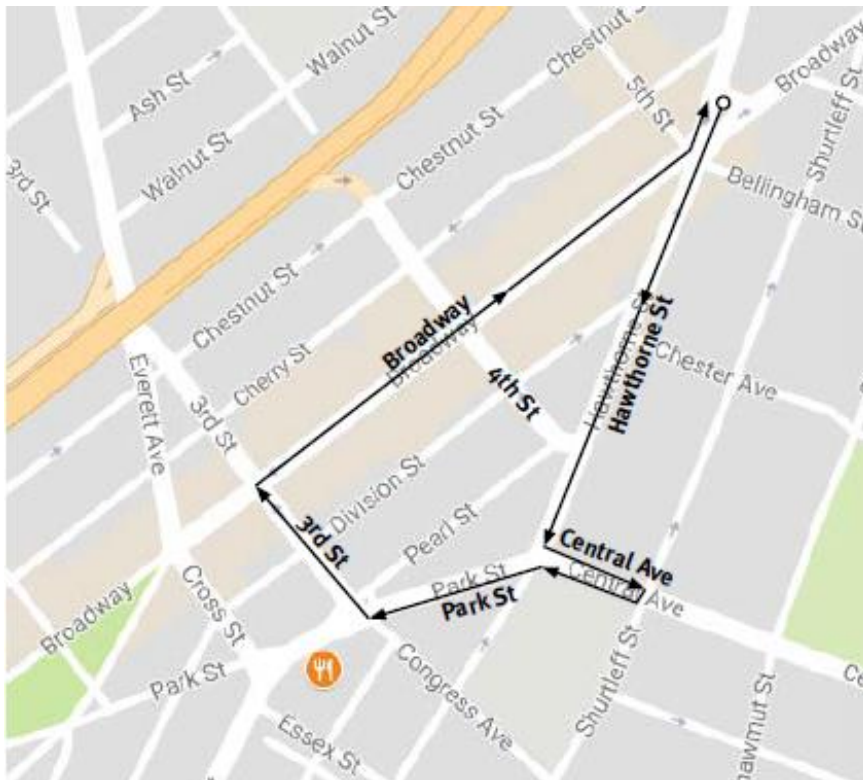 Chestnut St
Broadway
Walnut St
Ash St
5th St
Shurtleff St
3rd St
Walnut St
Chestnut St
Bellingham St
Chestnut St
Broadway
Broadway
Hawthorne St
Hawthorne St
Chester Ave
Everett Ave
3rd St
Cherry St
4th St
Division St
3rd St
Pearl St
Central Ave
Central Ave
Park St
Park St
Cross St
Broadway
Park St
Congress Ave
Shurtleff St
Essex St
Ce
awmut St